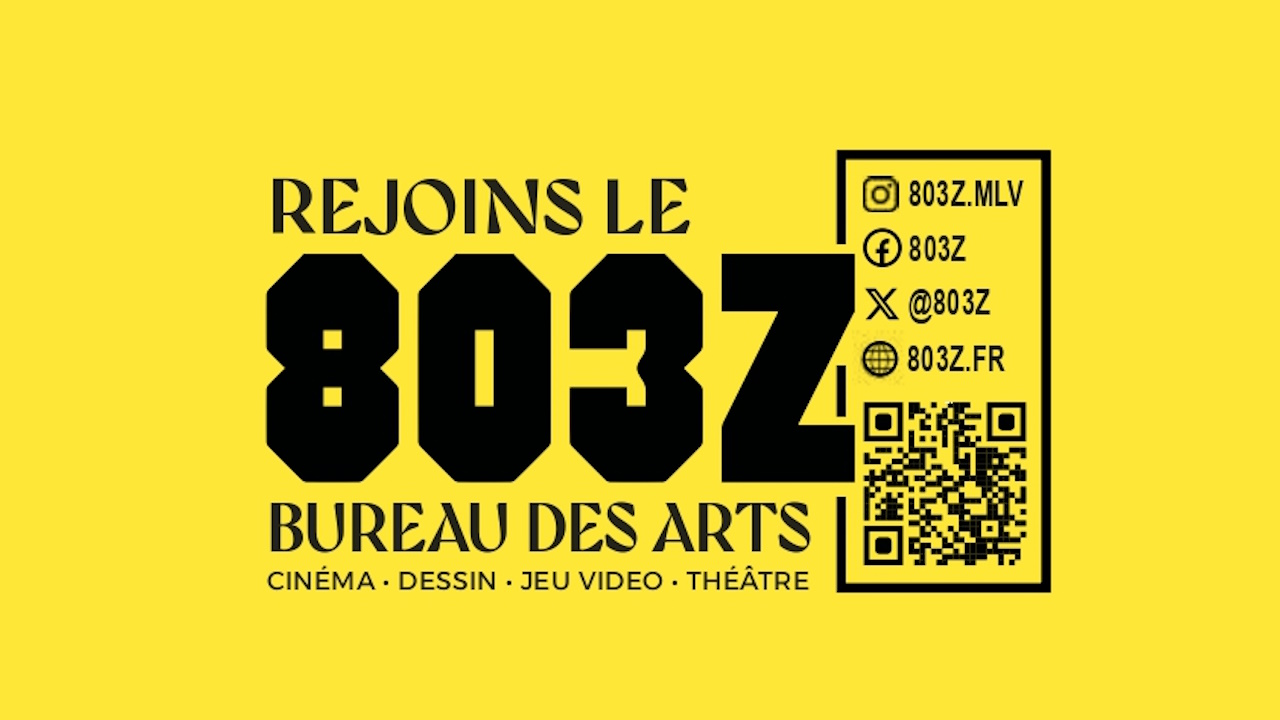 REJOINS LE
803Z
BUREAU DES ARTS
CINÉMA • DESSIN • JEU VIDEO • THÉÂTRE
803Z.MLV
803Z
@803Z
803Z.FR